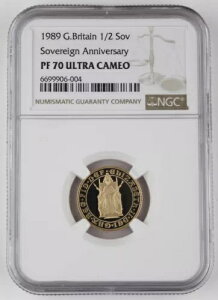 1989 G.Britain 1/2 Sov
Sovereign Anniversary
PF 70 ULTRA CAMEO
6699906-004
NUMISMATIC GUARANTY COMPANY
NGC